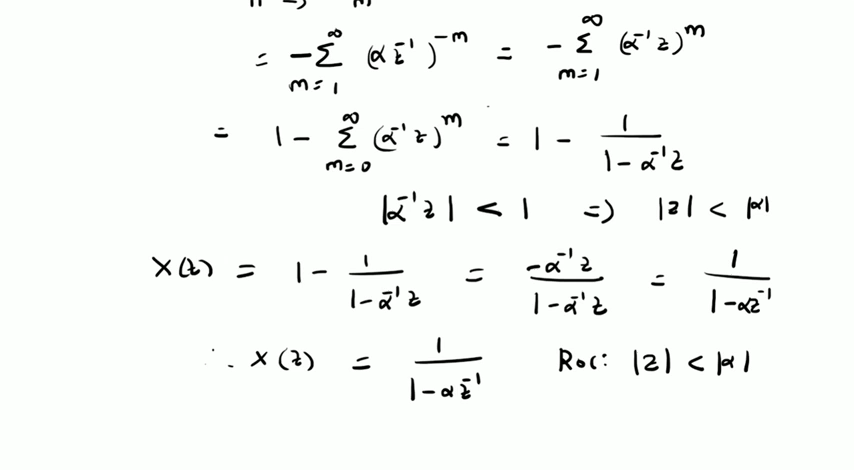 = -∑_{m=1}^{∞} (αz⁻¹)^{-m} = -∑_{m=1}^{∞} (α⁻¹z)^m
= 1 - ∑_{m=0}^{∞} (α⁻¹z)^m = 1 - 1/(1-α⁻¹z)
|α⁻¹z| < 1 => |z| < |α|
X(z) = 1 - 1/(1-α⁻¹z) = -α⁻¹z/(1-α⁻¹z) = 1/(1-αz⁻¹)
∴ X(z) = 1/(1-αz⁻¹) ROC: |z| < |α|